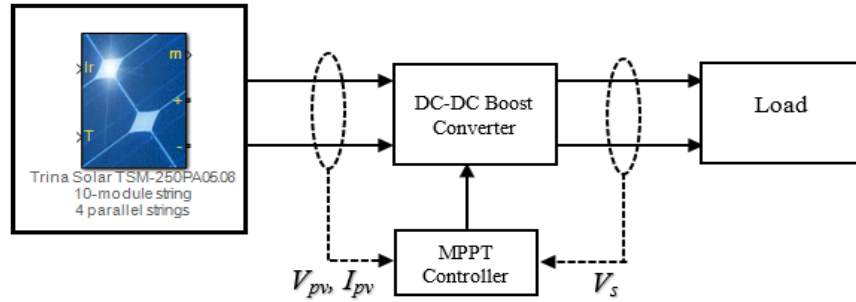 Ir
m
+
T
-
Trina Solar TSM-250PA05.08
10-module string
4 parallel strings
DC-DC Boost
Converter
Load
MPPT
Controller
Vpv, Ipv
Vs